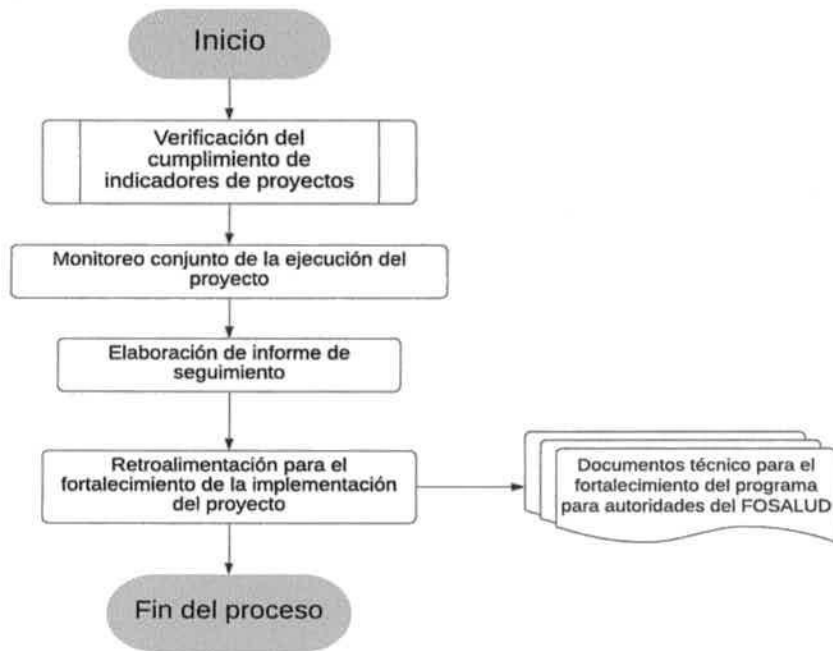 Inicio
Verificación del
cumplimiento de
indicadores de proyectos
Monitoreo conjunto de la ejecución del
proyecto
Elaboración de informe de
seguimiento
Retroalimentación para el
fortalecimiento de la implementación
del proyecto
Documentos técnico para el
fortalecimiento del programa
para autoridades del FOSALUD
Fin del proceso